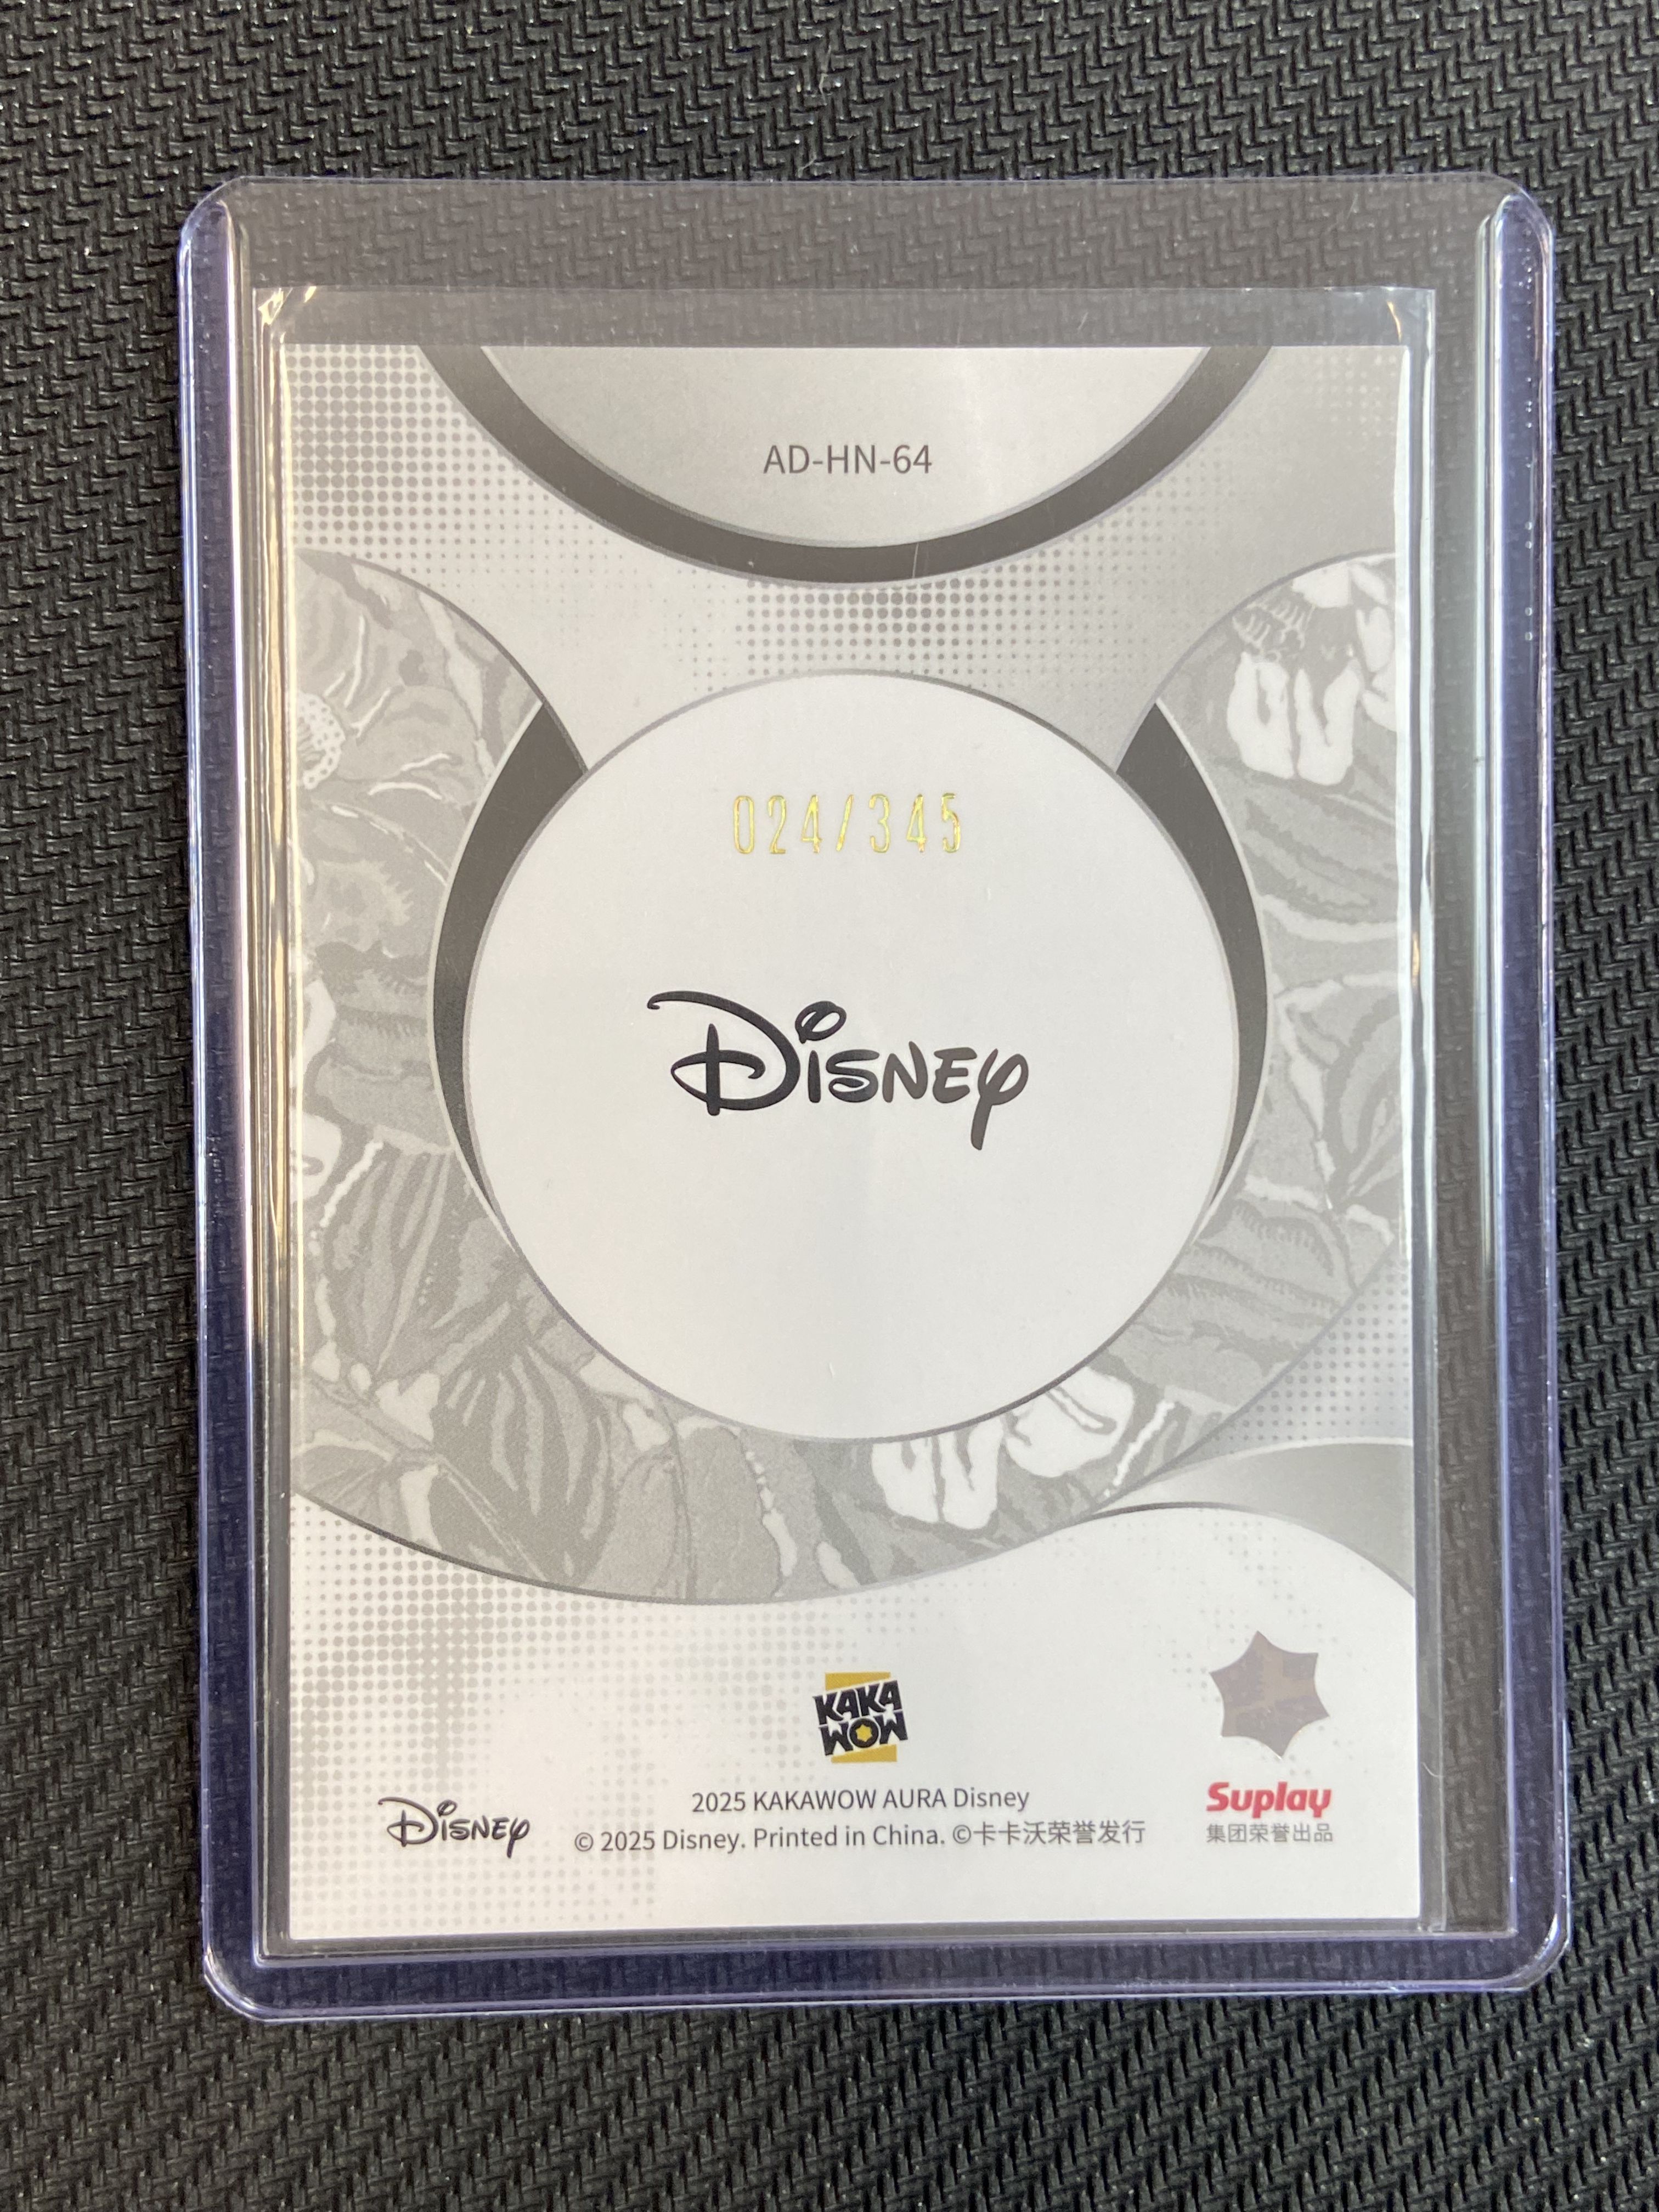 AD-HN-64
024/345
Disney
KAKA
WOW
2025 KAKAWOW AURA Disney
Disney
© 2025 Disney. Printed in China. ©卡卡沃荣誉发行
Suplay
集团荣誉出品